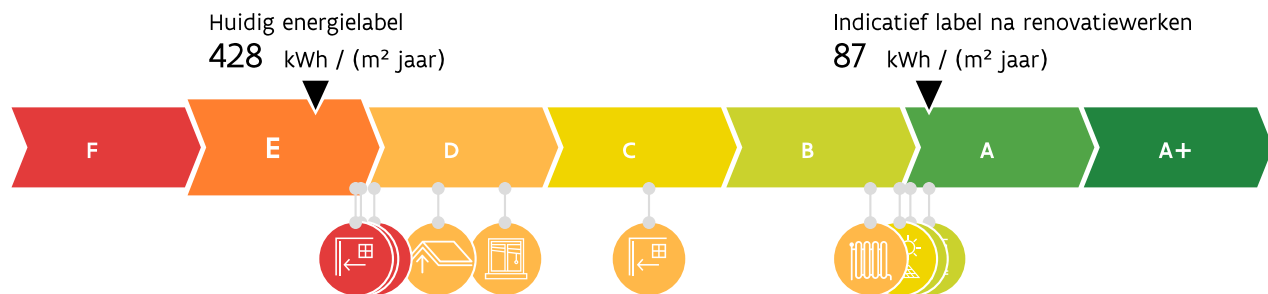 Huidig energielabel
428 kWh / (m² jaar)
Indicatief label na renovatiewerken
87 kWh / (m² jaar)
F E D C B A A+